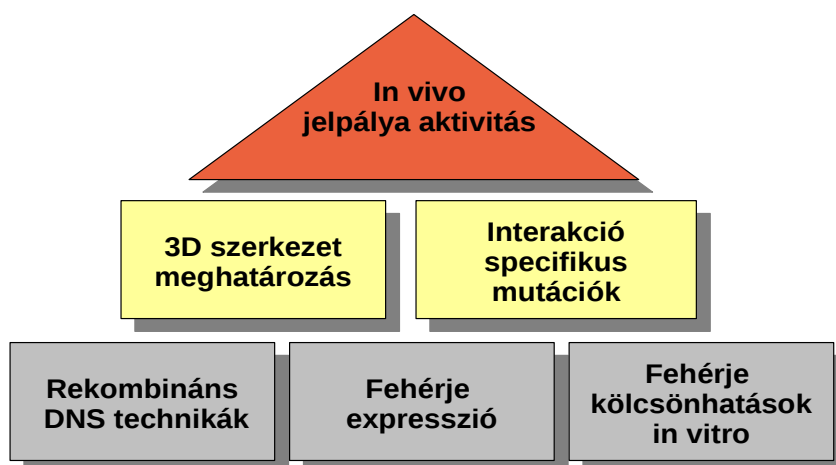 In vivo
jelpálya aktivitás
3D szerkezet
meghatározás
Interakció
specifikus
mutációk
Rekombináns
DNS technikák
Fehérje
expresszió
Fehérje
kölcsönhatások
in vitro